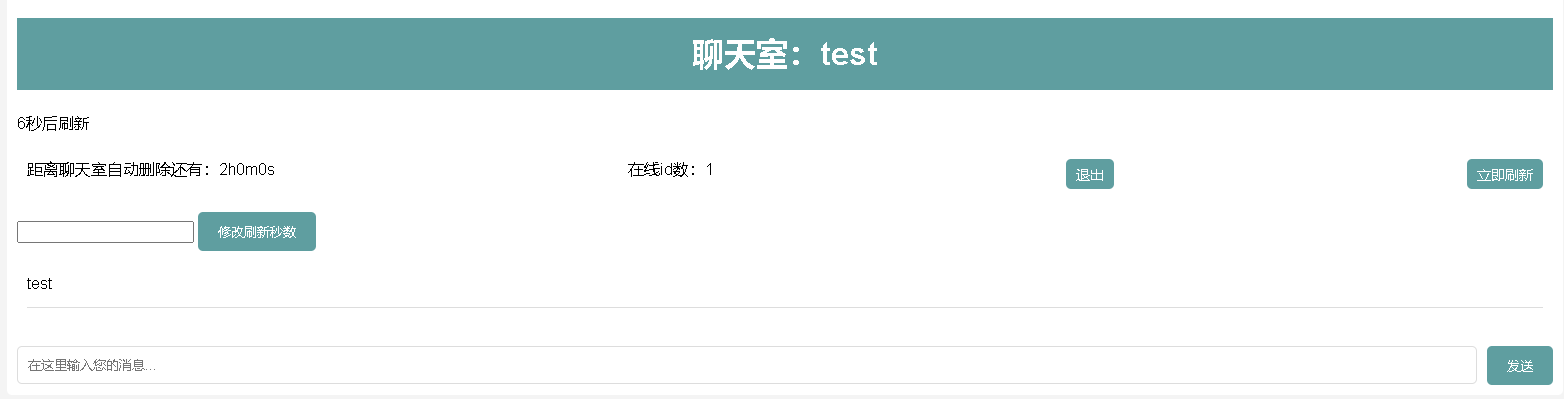 聊天室：test
6秒后刷新
距离聊天室自动删除还有：2h0m0s 在线id数：1 退出 立即刷新
修改刷新秒数
test
在这里输入您的消息... 发送